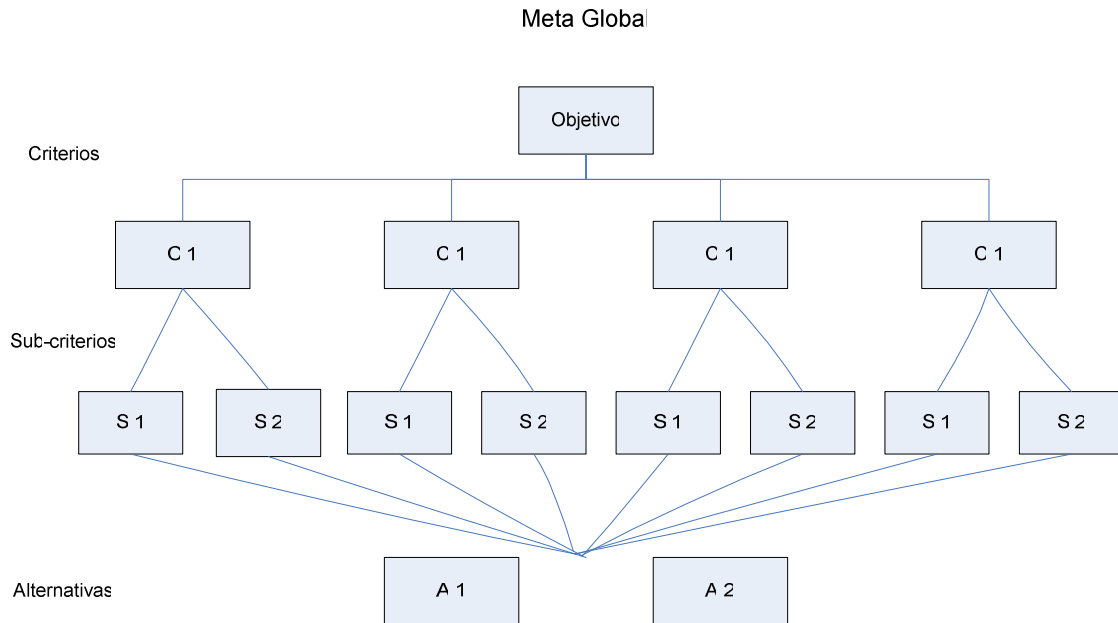 Meta Global
Objetivo
Criterios
C 1
C 1
C 1
C 1
Sub-criterios
S 1
S 2
S 1
S 2
S 1
S 2
S 1
S 2
Alternativas
A 1
A 2